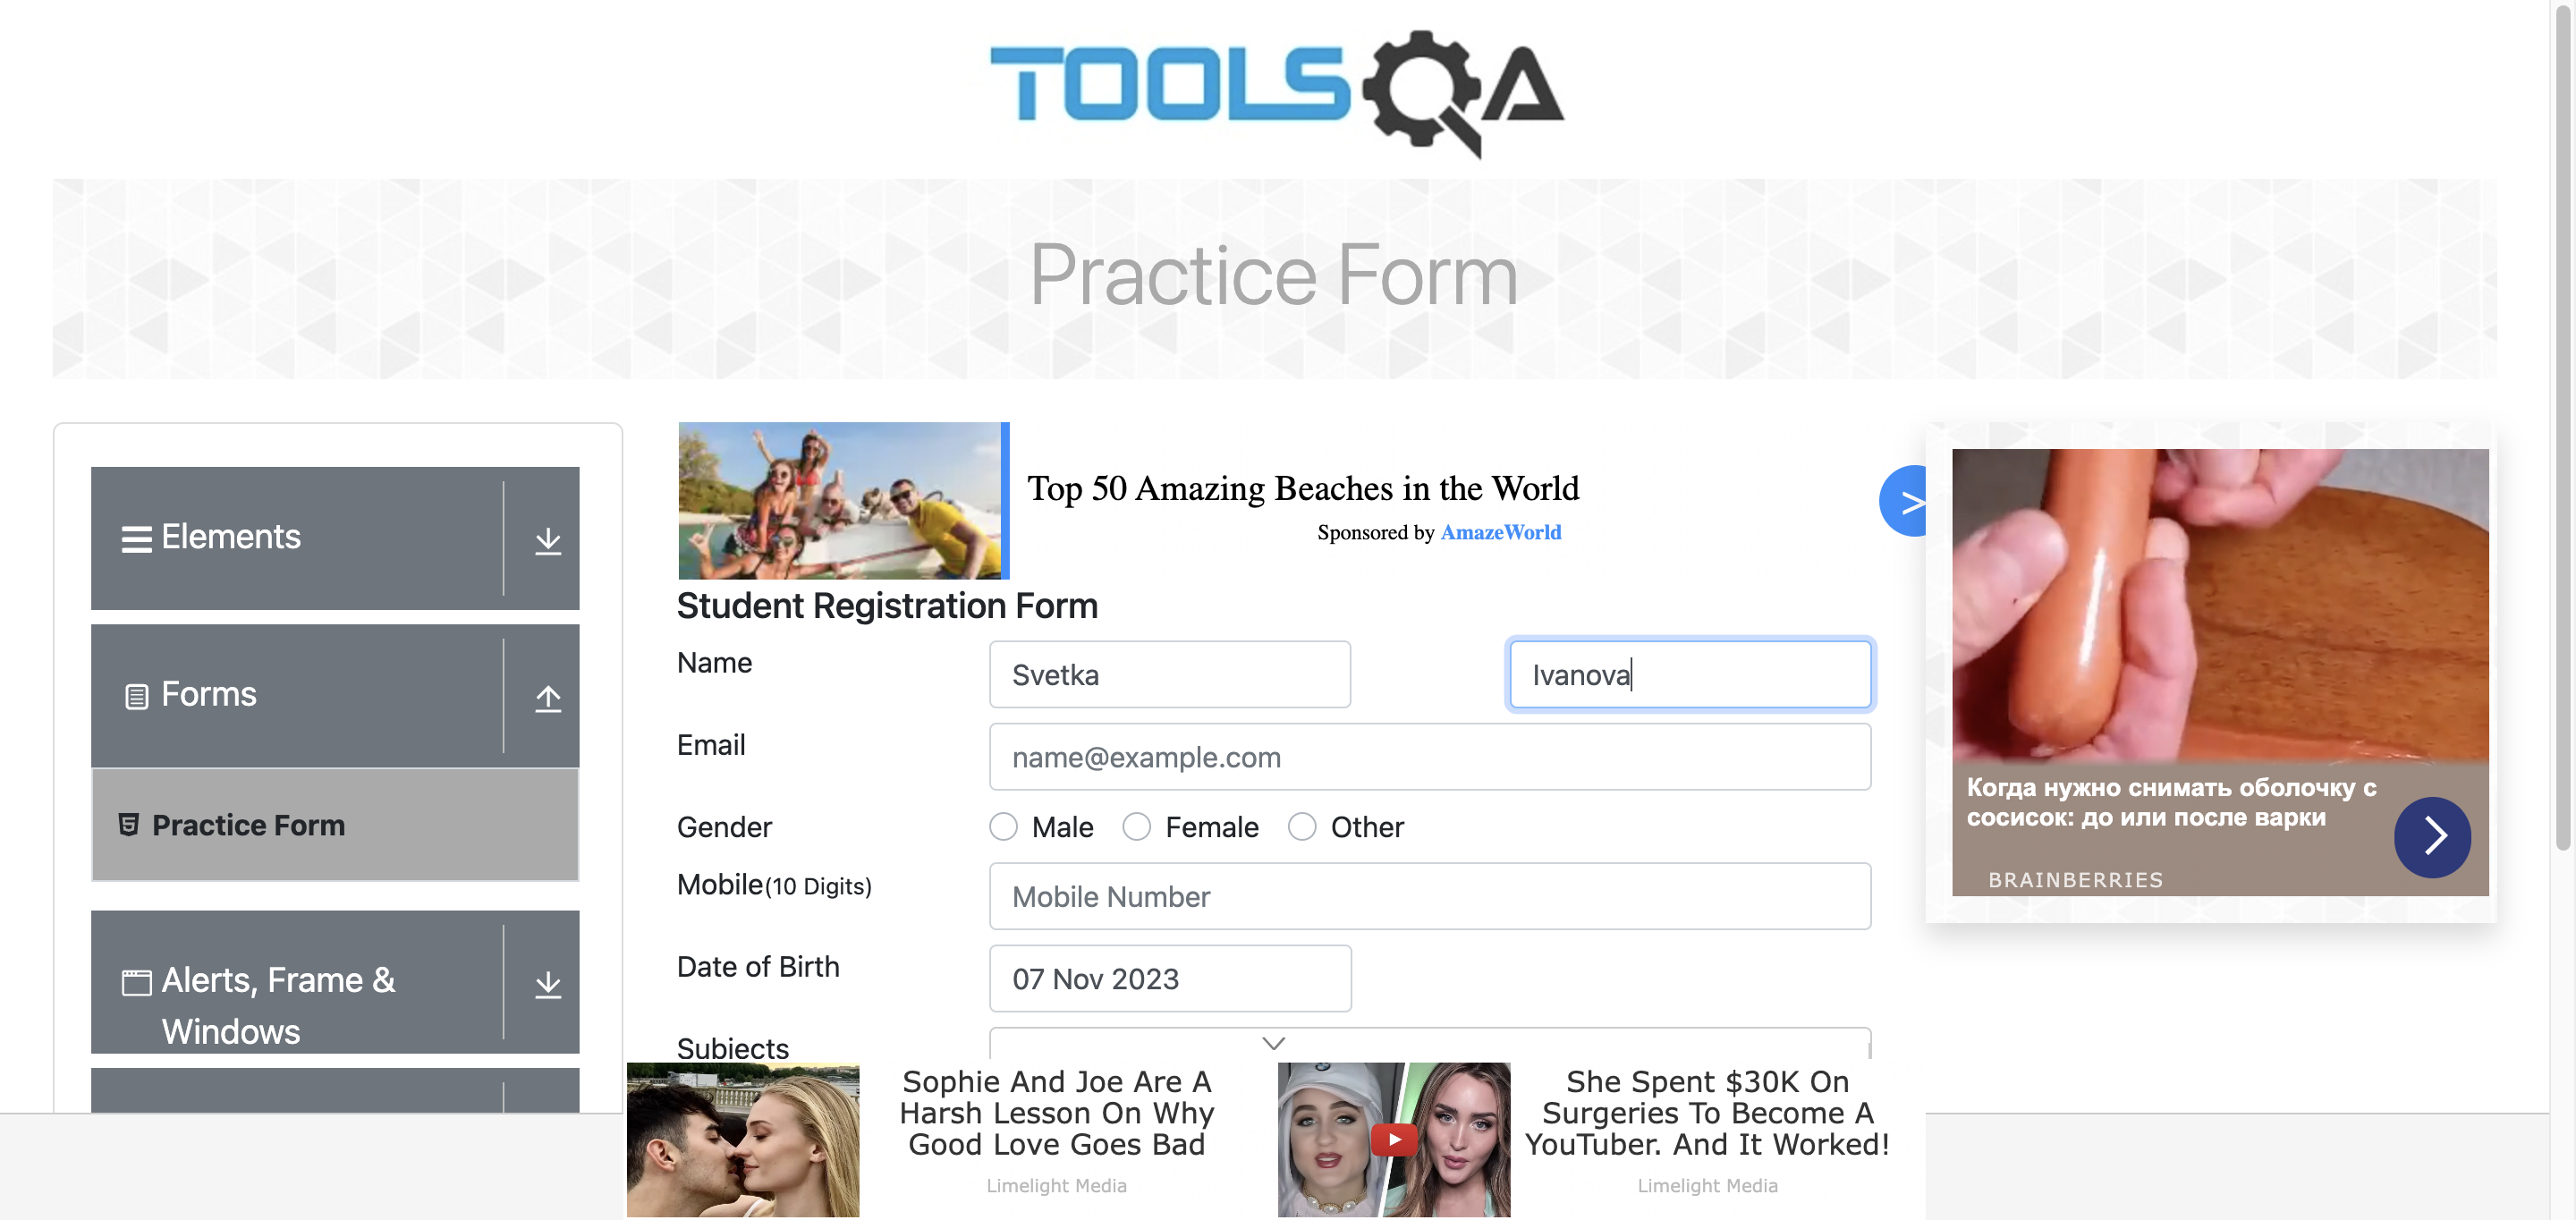 TOOLSQA
Practice Form
Elements
Forms
Practice Form
Alerts, Frame &
Windows
Top 50 Amazing Beaches in the World
Sponsored by AmazeWorld
>
Student Registration Form
Name
Svetka
Ivanova
Email
name@example.com
Gender
Male
Female
Other
Mobile(10 Digits)
Mobile Number
Date of Birth
07 Nov 2023
Subjects
Когда нужно снимать оболочку с
сосисок: до или после варки
BRAINBERRIES
Sophie And Joe Are A
Harsh Lesson On Why
Good Love Goes Bad
Limelight Media
She Spent $30K On
Surgeries To Become A
YouTuber. And It Worked!
Limelight Media